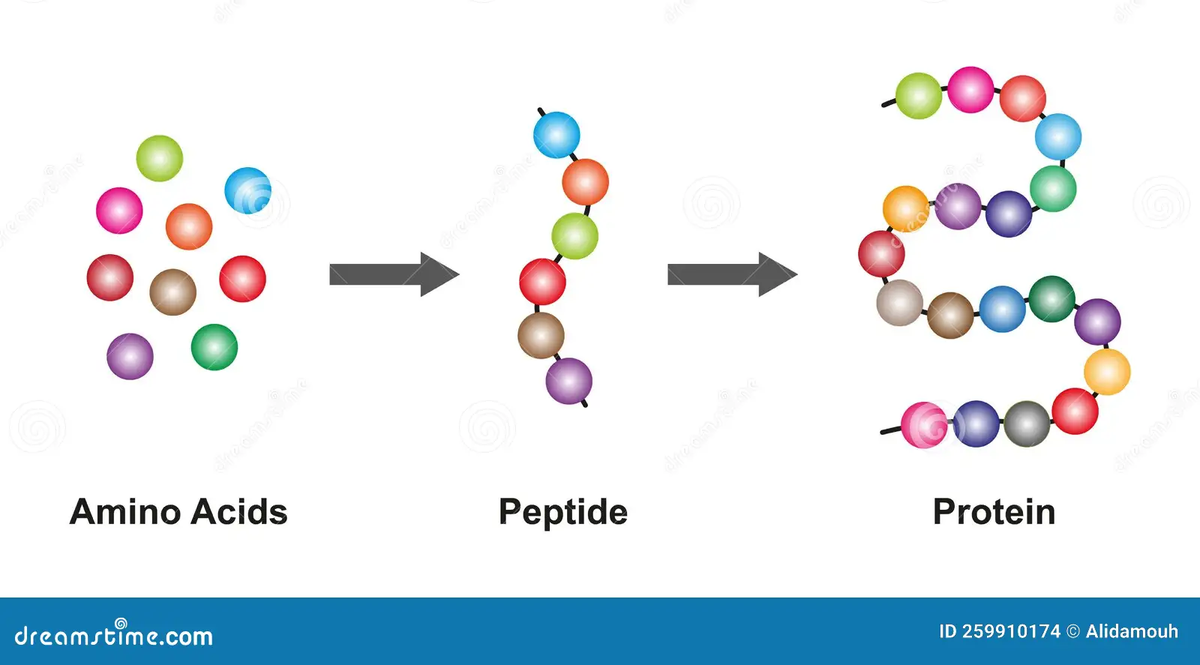 Amino Acids
Peptide
Protein
dreamstime.com
ID 259910174 © Alidamouh